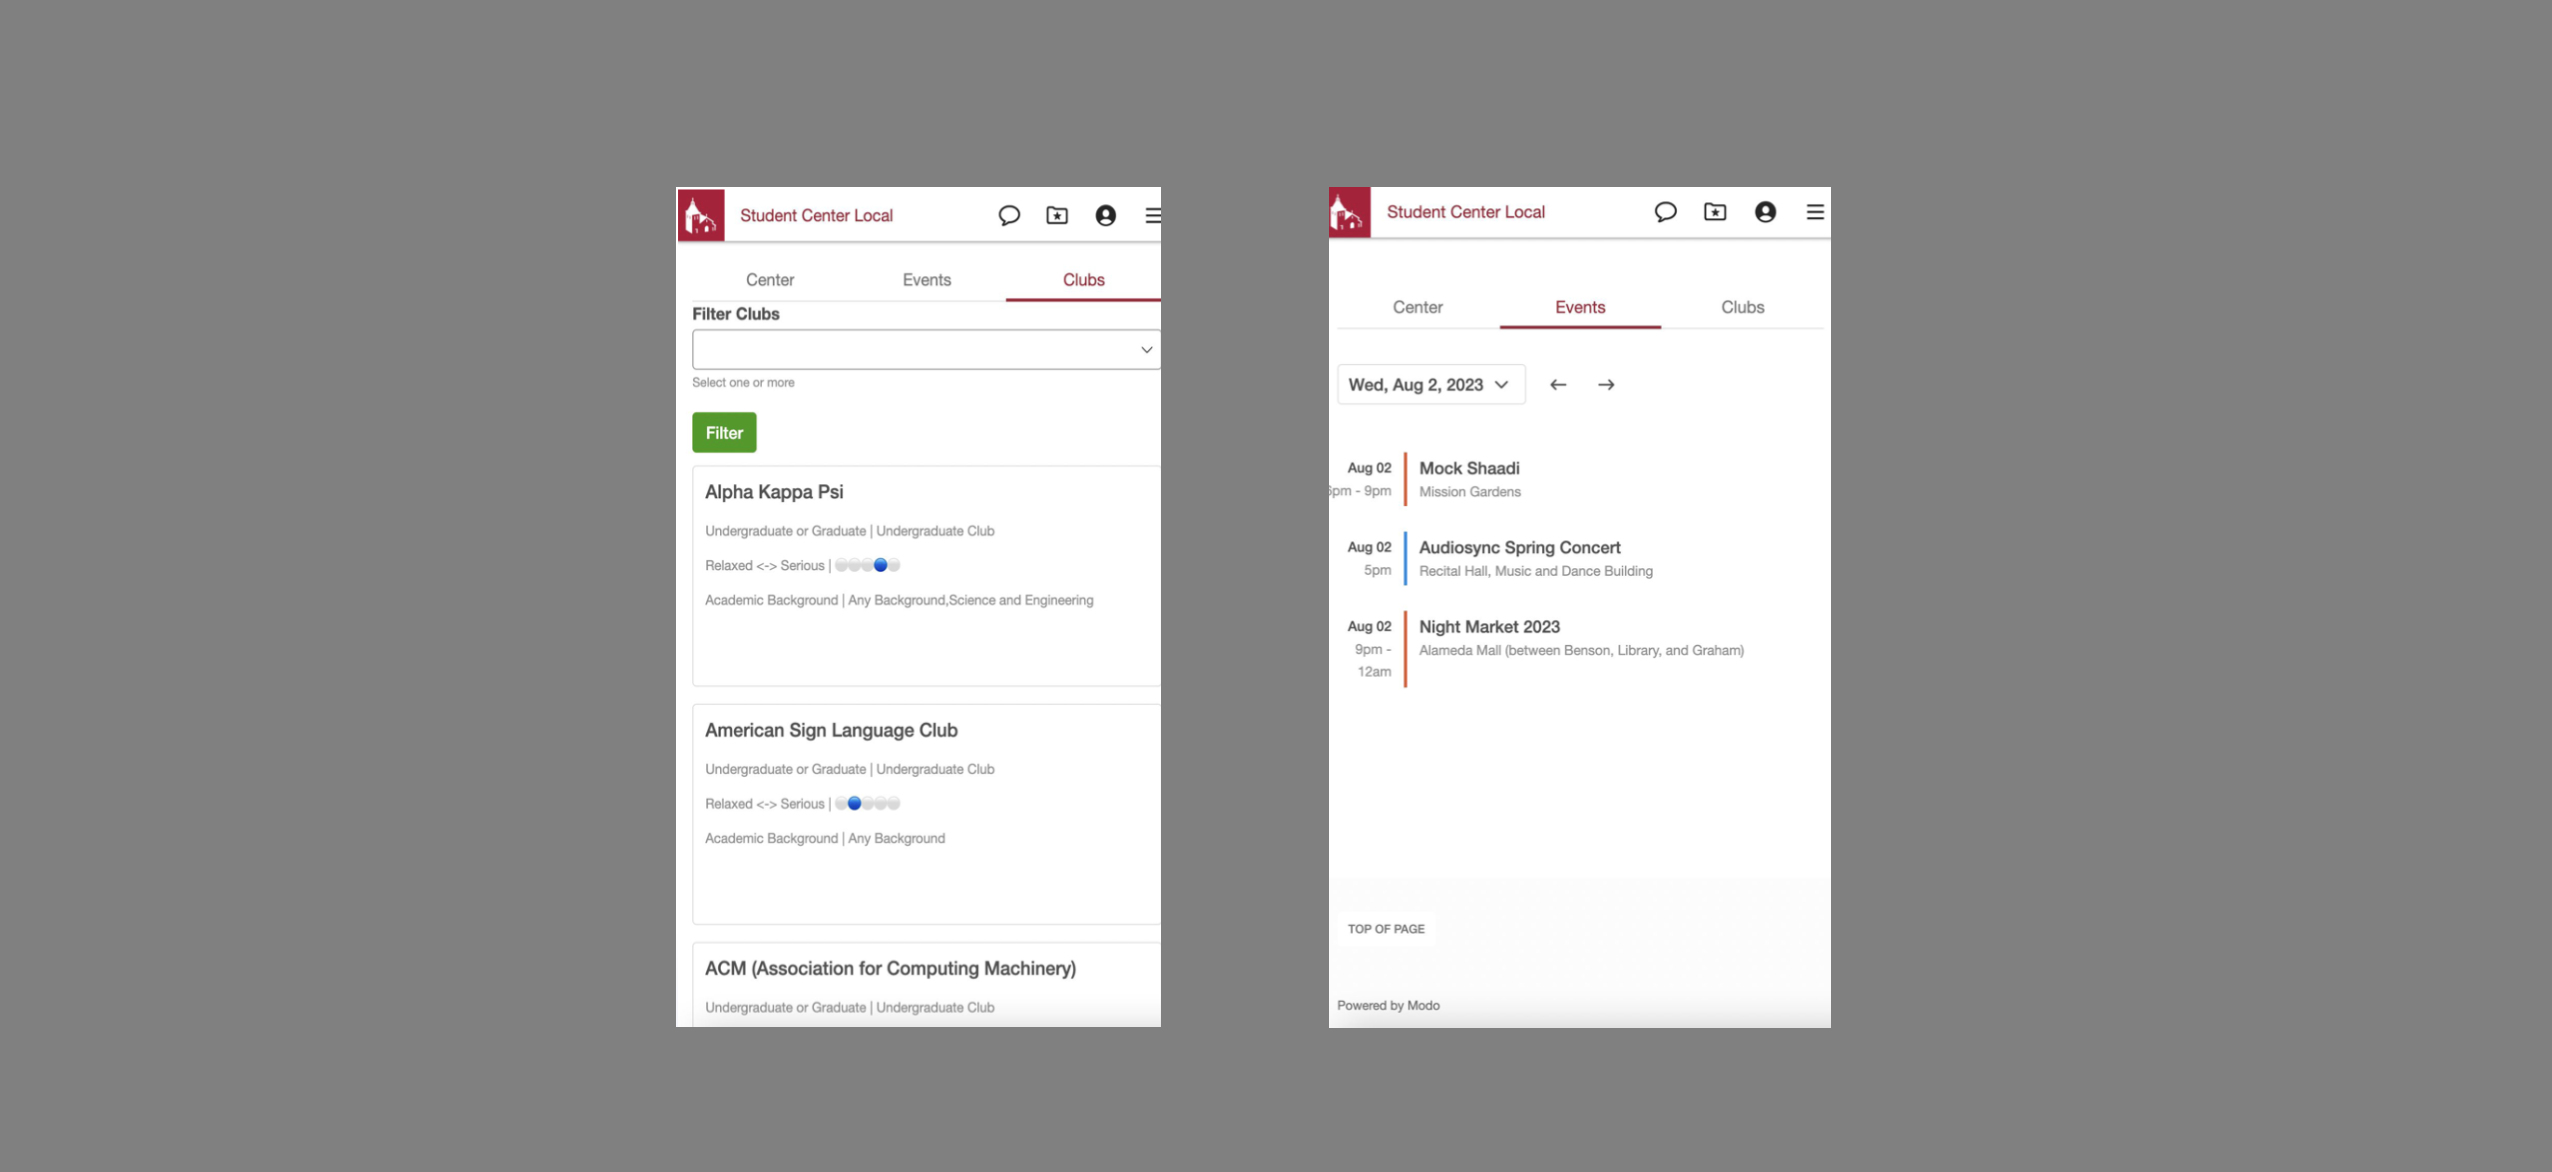 Student Center Local
Center Events Clubs
Filter Clubs
Select one or more
Filter
Alpha Kappa Psi
Undergraduate or Graduate | Undergraduate Club
Relaxed <-> Serious |
Academic Background | Any Background,Science and Engineering
American Sign Language Club
Undergraduate or Graduate | Undergraduate Club
Relaxed <-> Serious |
Academic Background | Any Background
ACM (Association for Computing Machinery)
Undergraduate or Graduate | Undergraduate Club
Student Center Local
Center Events Clubs
Wed, Aug 2, 2023
Aug 02 Mock Shaadi
- 9pm Mission Gardens
Aug 02 Audiosync Spring Concert
5pm Recital Hall, Music and Dance Building
Aug 02 Night Market 2023
9pm - Alameda Mall (between Benson, Library, and Graham)
12am
TOP OF PAGE
Powered by Modo